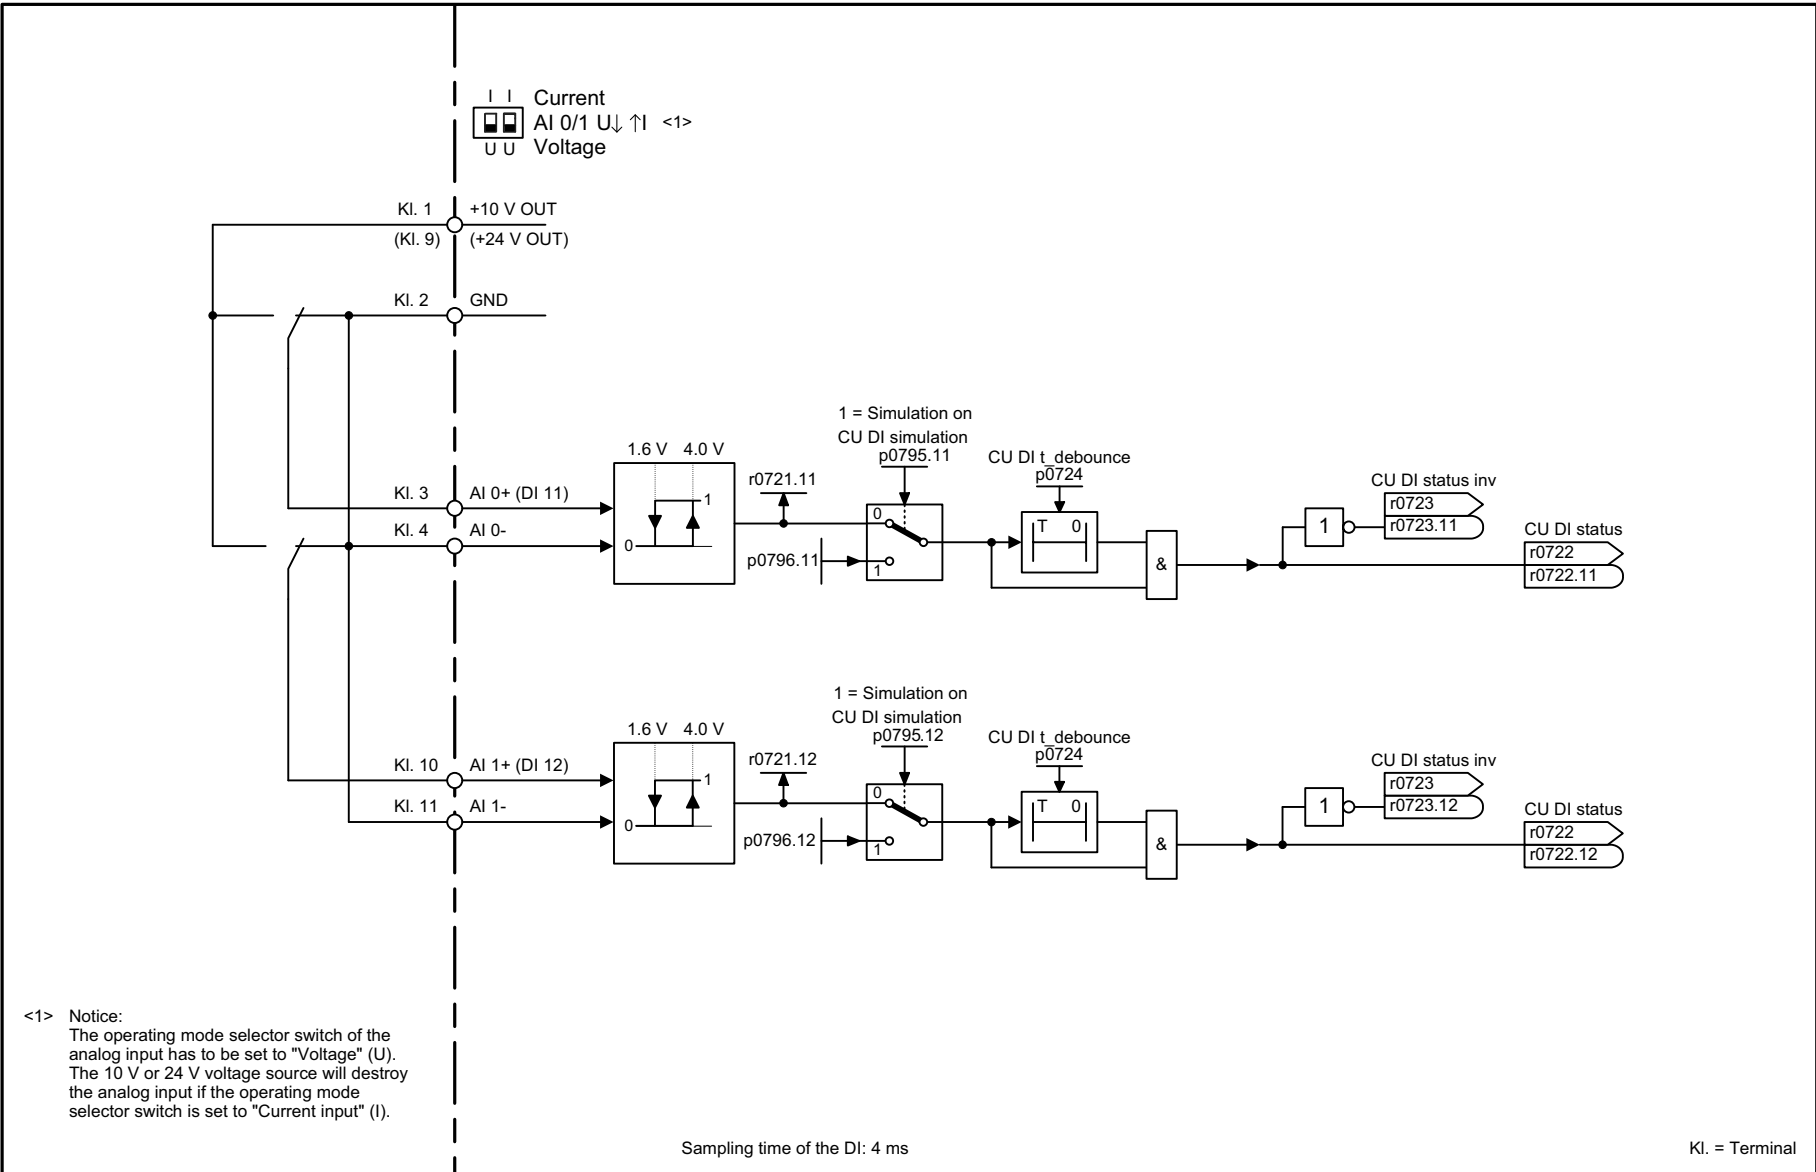 I I Current
AI 0/1 U↓ ↑I <1>
U U Voltage
Kl. 1 +10 V OUT
(Kl. 9) (+24 V OUT)
Kl. 2 GND
1 = Simulation on
CU DI simulation
p0795.11
1.6 V 4.0 V
CU DI t_debounce
p0724
r0721.11
CU DI status inv
r0723
r0723.11
Kl. 3 AI 0+ (DI 11)
1
0
T 0
1
CU DI status
r0722
r0722.11
Kl. 4 AI 0-
0
p0796.11
1
&
1 = Simulation on
CU DI simulation
p0795.12
1.6 V 4.0 V
CU DI t_debounce
p0724
r0721.12
CU DI status inv
r0723
r0723.12
Kl. 10 AI 1+ (DI 12)
1
0
T 0
1
CU DI status
r0722
r0722.12
Kl. 11 AI 1-
0
p0796.12
1
&
<1> Notice:
The operating mode selector switch of the
analog input has to be set to "Voltage" (U).
The 10 V or 24 V voltage source will destroy
the analog input if the operating mode
selector switch is set to "Current input" (I).
Sampling time of the DI: 4 ms
Kl. = Terminal